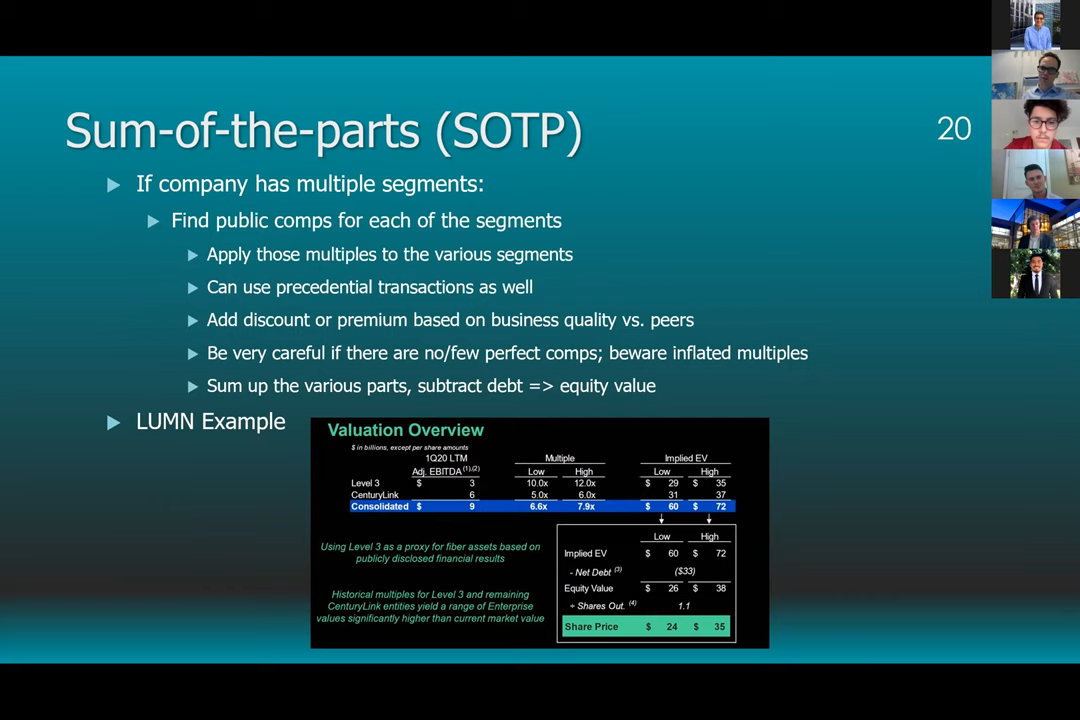 Sum-of-the-parts (SOTP)
20
If company has multiple segments:
Find public comps for each of the segments
Apply those multiples to the various segments
Can use precedential transactions as well
Add discount or premium based on business quality vs. peers
Be very careful if there are no/few perfect comps; beware inflated multiples
Sum up the various parts, subtract debt => equity value
LUMN Example
Valuation Overview
$ in billions, except per share amounts
1Q20 LTM Multiple Implied EV
Adj. EBITDA (1),(2) Low High Low High
Level 3 $ 3 10.0x 12.0x $ 29 $ 35
CenturyLink 6 5.0x 6.0x 31 37
Consolidated $ 9 6.6x 7.9x $ 60 $ 72
Low High
Implied EV $ 60 $ 72
- Net Debt (3) ($33)
Equity Value $ 26 $ 38
÷ Shares Out. (4) 1.1
Share Price $ 24 $ 35
Using Level 3 as a proxy for fiber assets based on
publicly disclosed financial results
Historical multiples for Level 3 and remaining
CenturyLink entities yield a range of Enterprise
values significantly higher than current market value